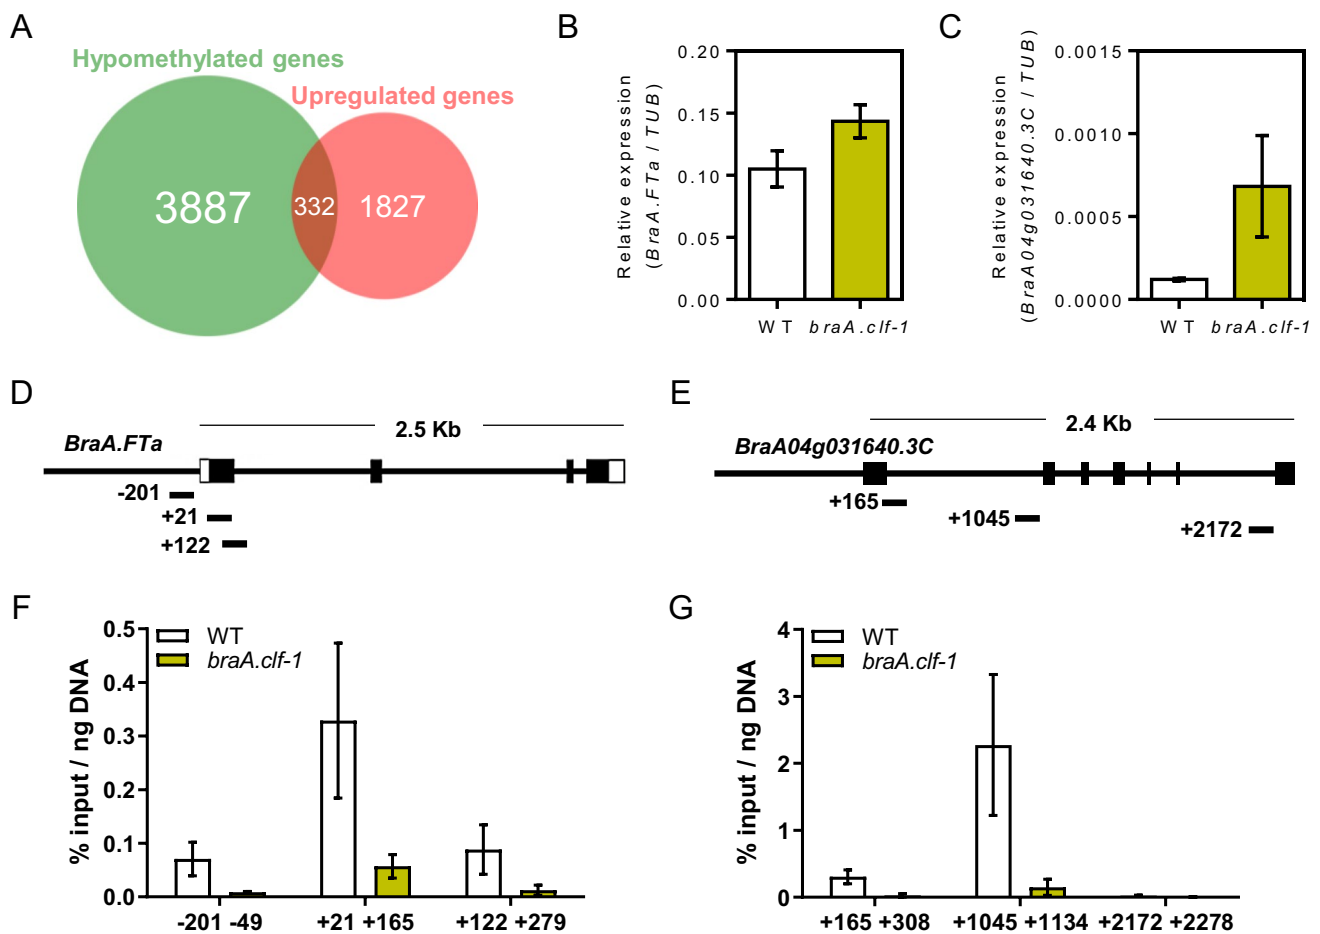 A
Hypomethylated genes
Upregulated genes
3887
332
1827
B
Relative expression
(BraA.FTa / TUB)
0.20
0.15
0.10
0.05
0.00
WT
braA.clf-1
C
Relative expression
(BraA04g031640.3C / TUB)
0.0015
0.0010
0.0005
0.0000
WT
braA.clf-1
D
2.5 Kb
BraA.FTa
-201
+21
+122
E
2.4 Kb
BraA04g031640.3C
+165
+1045
+2172
F
% input / ng DNA
0.5
0.4
0.3
0.2
0.1
0.0
WT
braA.clf-1
-201 -49
+21 +165
+122 +279
G
% input / ng DNA
4
3
2
1
0
WT
braA.clf-1
+165 +308
+1045 +1134
+2172 +2278